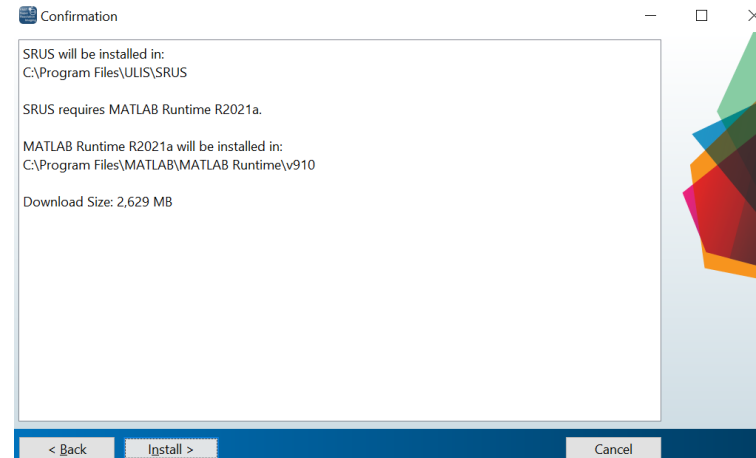 Confirmation
SRUS will be installed in:
C:\Program Files\ULIS\SRUS
SRUS requires MATLAB Runtime R2021a.
MATLAB Runtime R2021a will be installed in:
C:\Program Files\MATLAB\MATLAB Runtime\v910
Download Size: 2,629 MB
< Back
Install >
Cancel